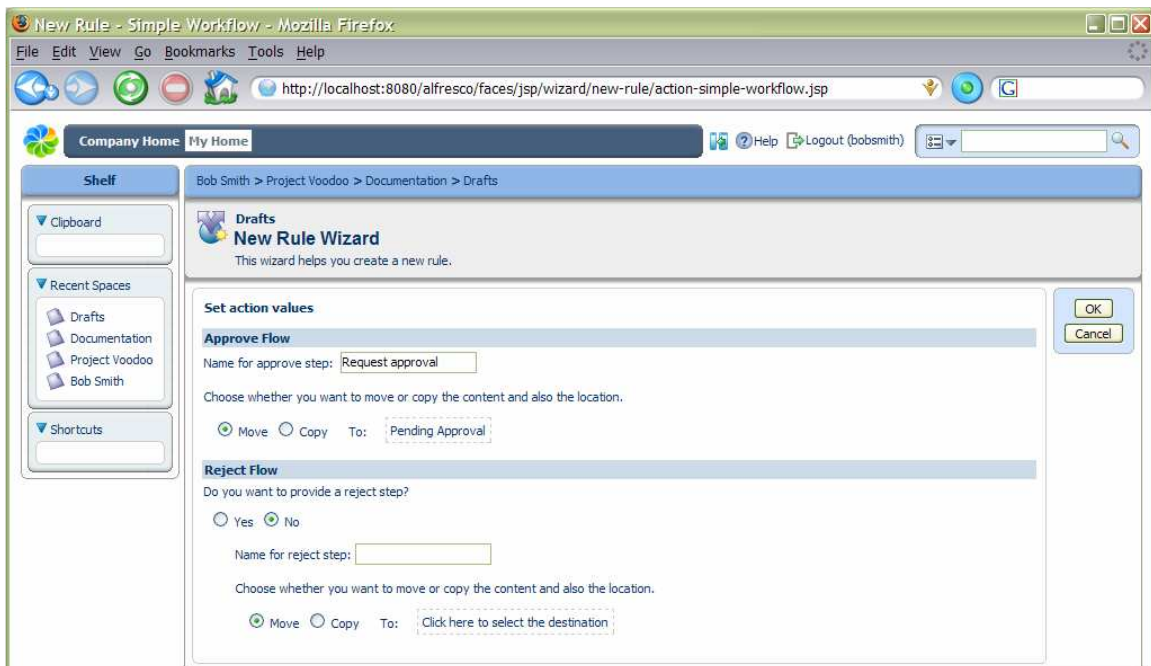 New Rule - Simple Workflow - Mozilla Firefox
File Edit View Go Bookmarks Tools Help
http://localhost:8080/alfresco/faces/jsp/wizard/new-rule/action-simple-workflow.jsp
G
Company Home My Home
Help Logout (bobsmith)
Shelf
Bob Smith > Project Voodoo > Documentation > Drafts
Clipboard
Drafts
New Rule Wizard
This wizard helps you create a new rule.
Recent Spaces
Drafts
Documentation
Project Voodoo
Bob Smith
Shortcuts
Set action values
Approve Flow
Name for approve step: Request approval
Choose whether you want to move or copy the content and also the location.
Move Copy To: Pending Approval
Reject Flow
Do you want to provide a reject step?
Yes No
Name for reject step:
Choose whether you want to move or copy the content and also the location.
Move Copy To: Click here to select the destination
OK
Cancel